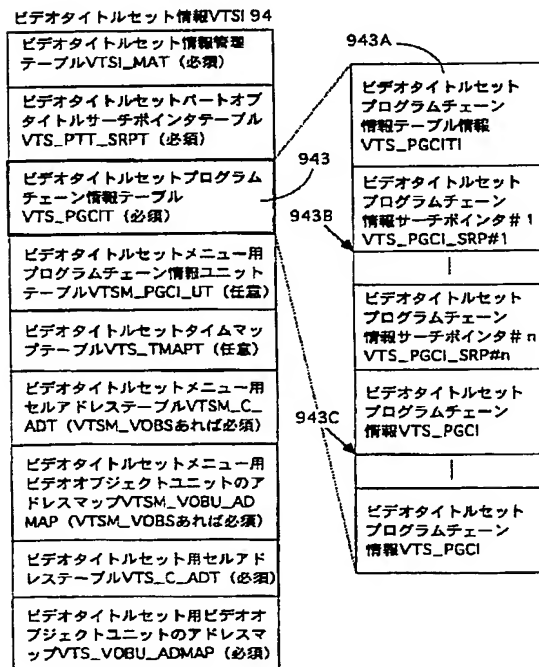 ビデオタイトルセット情報VTSI 94
ビデオタイトルセット情報管理
テーブルVTSI_MAT（必須）
ビデオタイトルセットパートオブ
タイトルサーチポインタテーブル
VTS_PTT_SRPT（必須）
ビデオタイトルセットプログラム
チェーン情報テーブル
VTS_PGCIT（必須）
ビデオタイトルセットメニュー用
プログラムチェーン情報ユニット
テーブルVTSM_PGCI_UT（任意）
ビデオタイトルセットタイムマッ
プテーブルVTS_TMAPT（任意）
ビデオタイトルセットメニュー用
セルアドレステーブルVTSM_C_
ADT（VTSM_VOBSあれば必須）
ビデオタイトルセットメニュー用
ビデオオブジェクトユニットのア
ドレスマップVTSM_VOBU_AD
MAP（VTSM_VOBSあれば必須）
ビデオタイトルセット用セルアド
レステーブルVTS_C_ADT（必須）
ビデオタイトルセット用ビデオオ
ブジェクトユニットのアドレスマ
ップVTS_VOBU_ADMAP（必須）
943
943A
ビデオタイトルセット
プログラムチェーン
情報テーブル情報
VTS_PGCITI
ビデオタイトルセット
プログラムチェーン
情報サーチポインタ＃1
VTS_PGCI_SRP#1
943B
ビデオタイトルセット
プログラムチェーン
情報サーチポインタ＃n
VTS_PGCI_SRP#n
ビデオタイトルセット
プログラムチェーン
情報VTS_PGCI
943C
ビデオタイトルセット
プログラムチェーン
情報VTS_PGCI